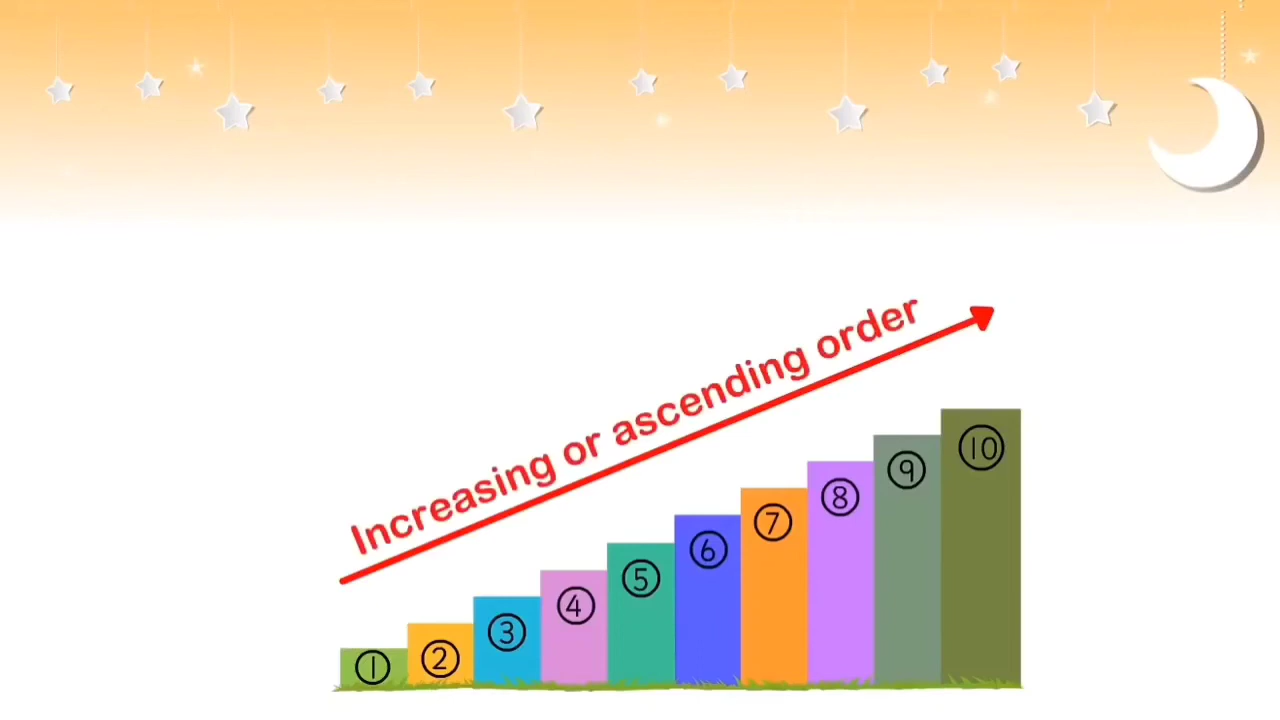 Increasing or ascending order
① ② ③ ④ ⑤ ⑥ ⑦ ⑧ ⑨ ⑩